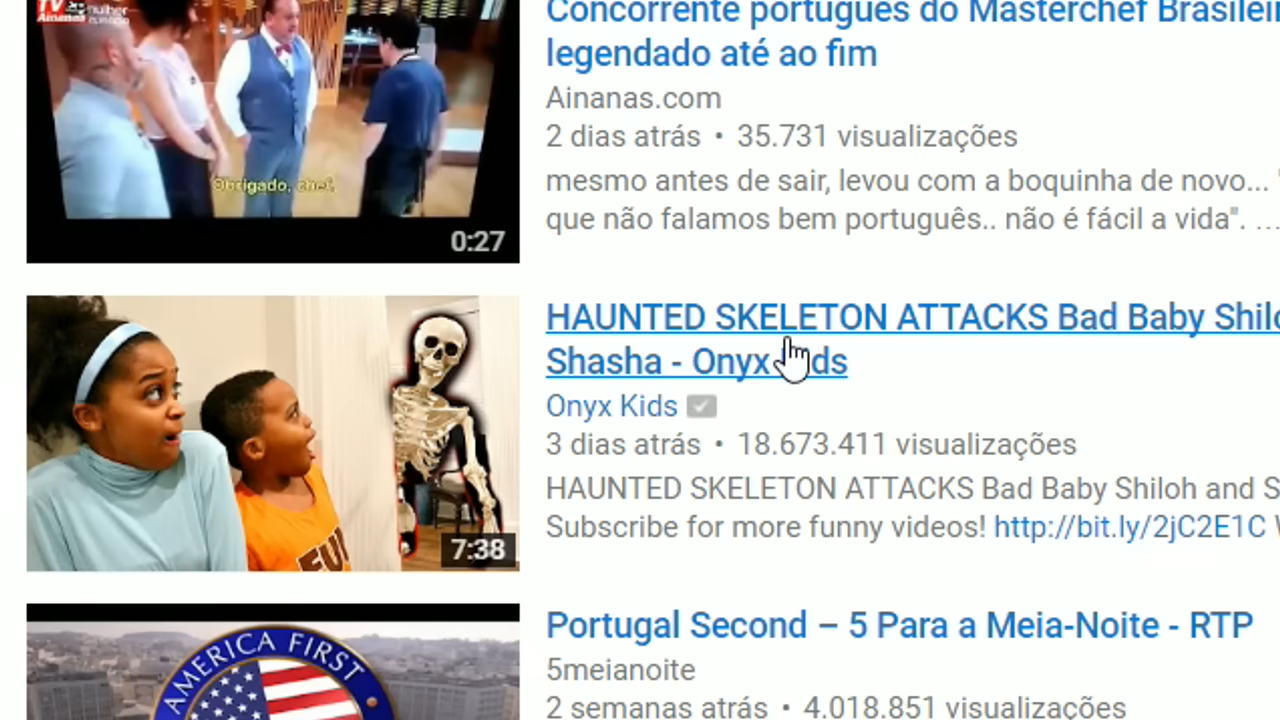 TV
Ainanas
mulher
Concorrente português do Masterchef
legendado até ao fim
Ainanas.com
2 dias atrás • 35.731 visualizações
Obrigado, chef.
mesmo antes de sair, levou com a boquinha de novo... "
que não falamos bem português.. não é fácil a vida". ...
0:27
HAUNTED SKELETON ATTACKS Bad Baby
Shasha - Onyx
Onyx Kids
3 dias atrás • 18.673.411 visualizações
HAUNTED SKELETON ATTACKS Bad Baby Shiloh and S
Subscribe for more funny videos! http://bit.ly/2jC2E1C
7:38
Portugal Second – 5 Para a Meia-Noite - RTP
5meianoite
2 semanas atrás • 4.018.851 visualizações
AMERICA FIRST